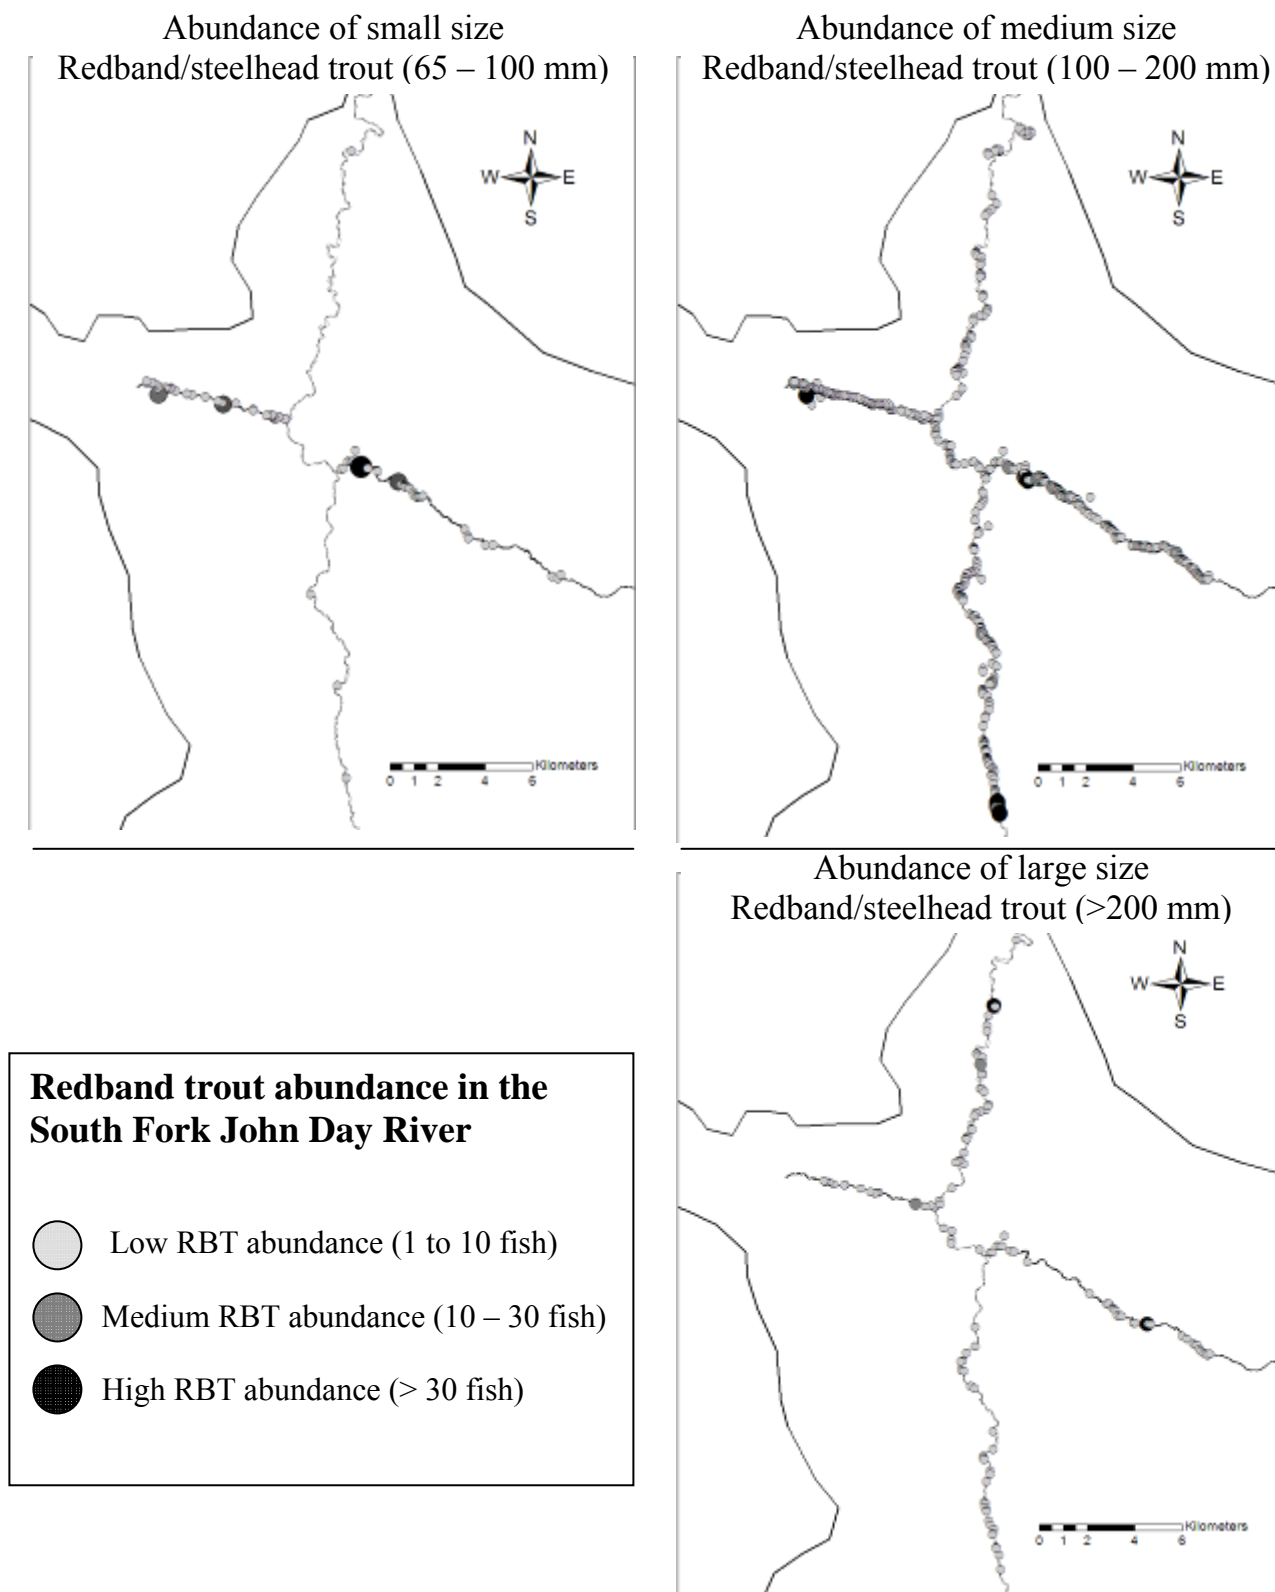 Abundance of small size
Redband/steelhead trout (65 – 100 mm)
N
W E
S
0 1 2 4 6 Kilometers
Abundance of medium size
Redband/steelhead trout (100 – 200 mm)
N
W E
S
0 1 2 4 6 Kilometers
Abundance of large size
Redband/steelhead trout (>200 mm)
N
W E
S
0 1 2 4 6 Kilometers
Redband trout abundance in the
South Fork John Day River
Low RBT abundance (1 to 10 fish)
Medium RBT abundance (10 – 30 fish)
High RBT abundance (> 30 fish)